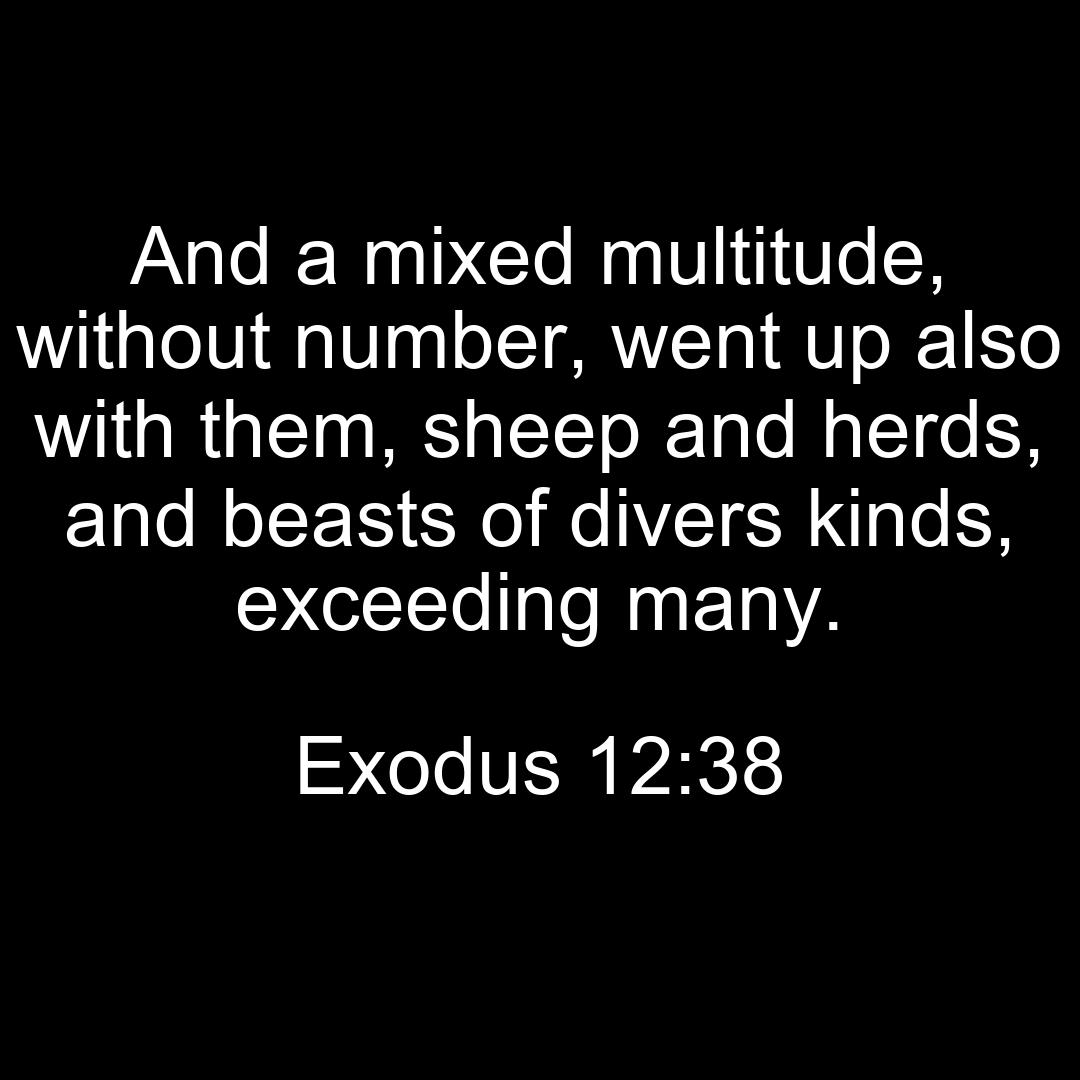 And a mixed multitude,
without number, went up also
with them, sheep and herds,
and beasts of divers kinds,
exceeding many.
Exodus 12:38